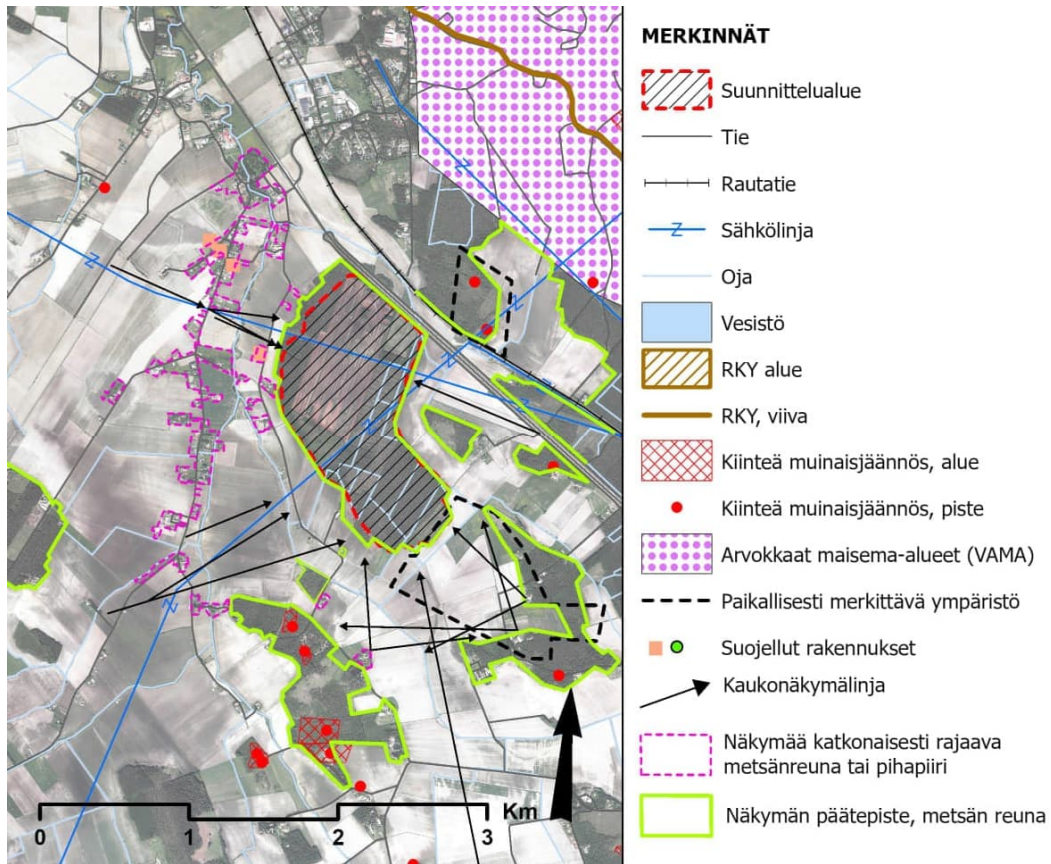 MERKINNÄT
Suunnittelualue
Tie
Rautatie
Z
Sähkölinja
Oja
Vesistö
RKY alue
RKY, viiva
Kiinteä muinaisjäännös, alue
Kiinteä muinaisjäännös, piste
Arvokkaat maisema-alueet (VAMA)
Paikallisesti merkittävä ympäristö
Suojellut rakennukset
Kaukonäkymälinja
Näkymää katkonaisesti rajaava
metsänreuna tai pihapiiri
Näkymän päätepiste, metsän reuna
Z
Z
Z
Z
Z
Z
Km
0 1 2 3